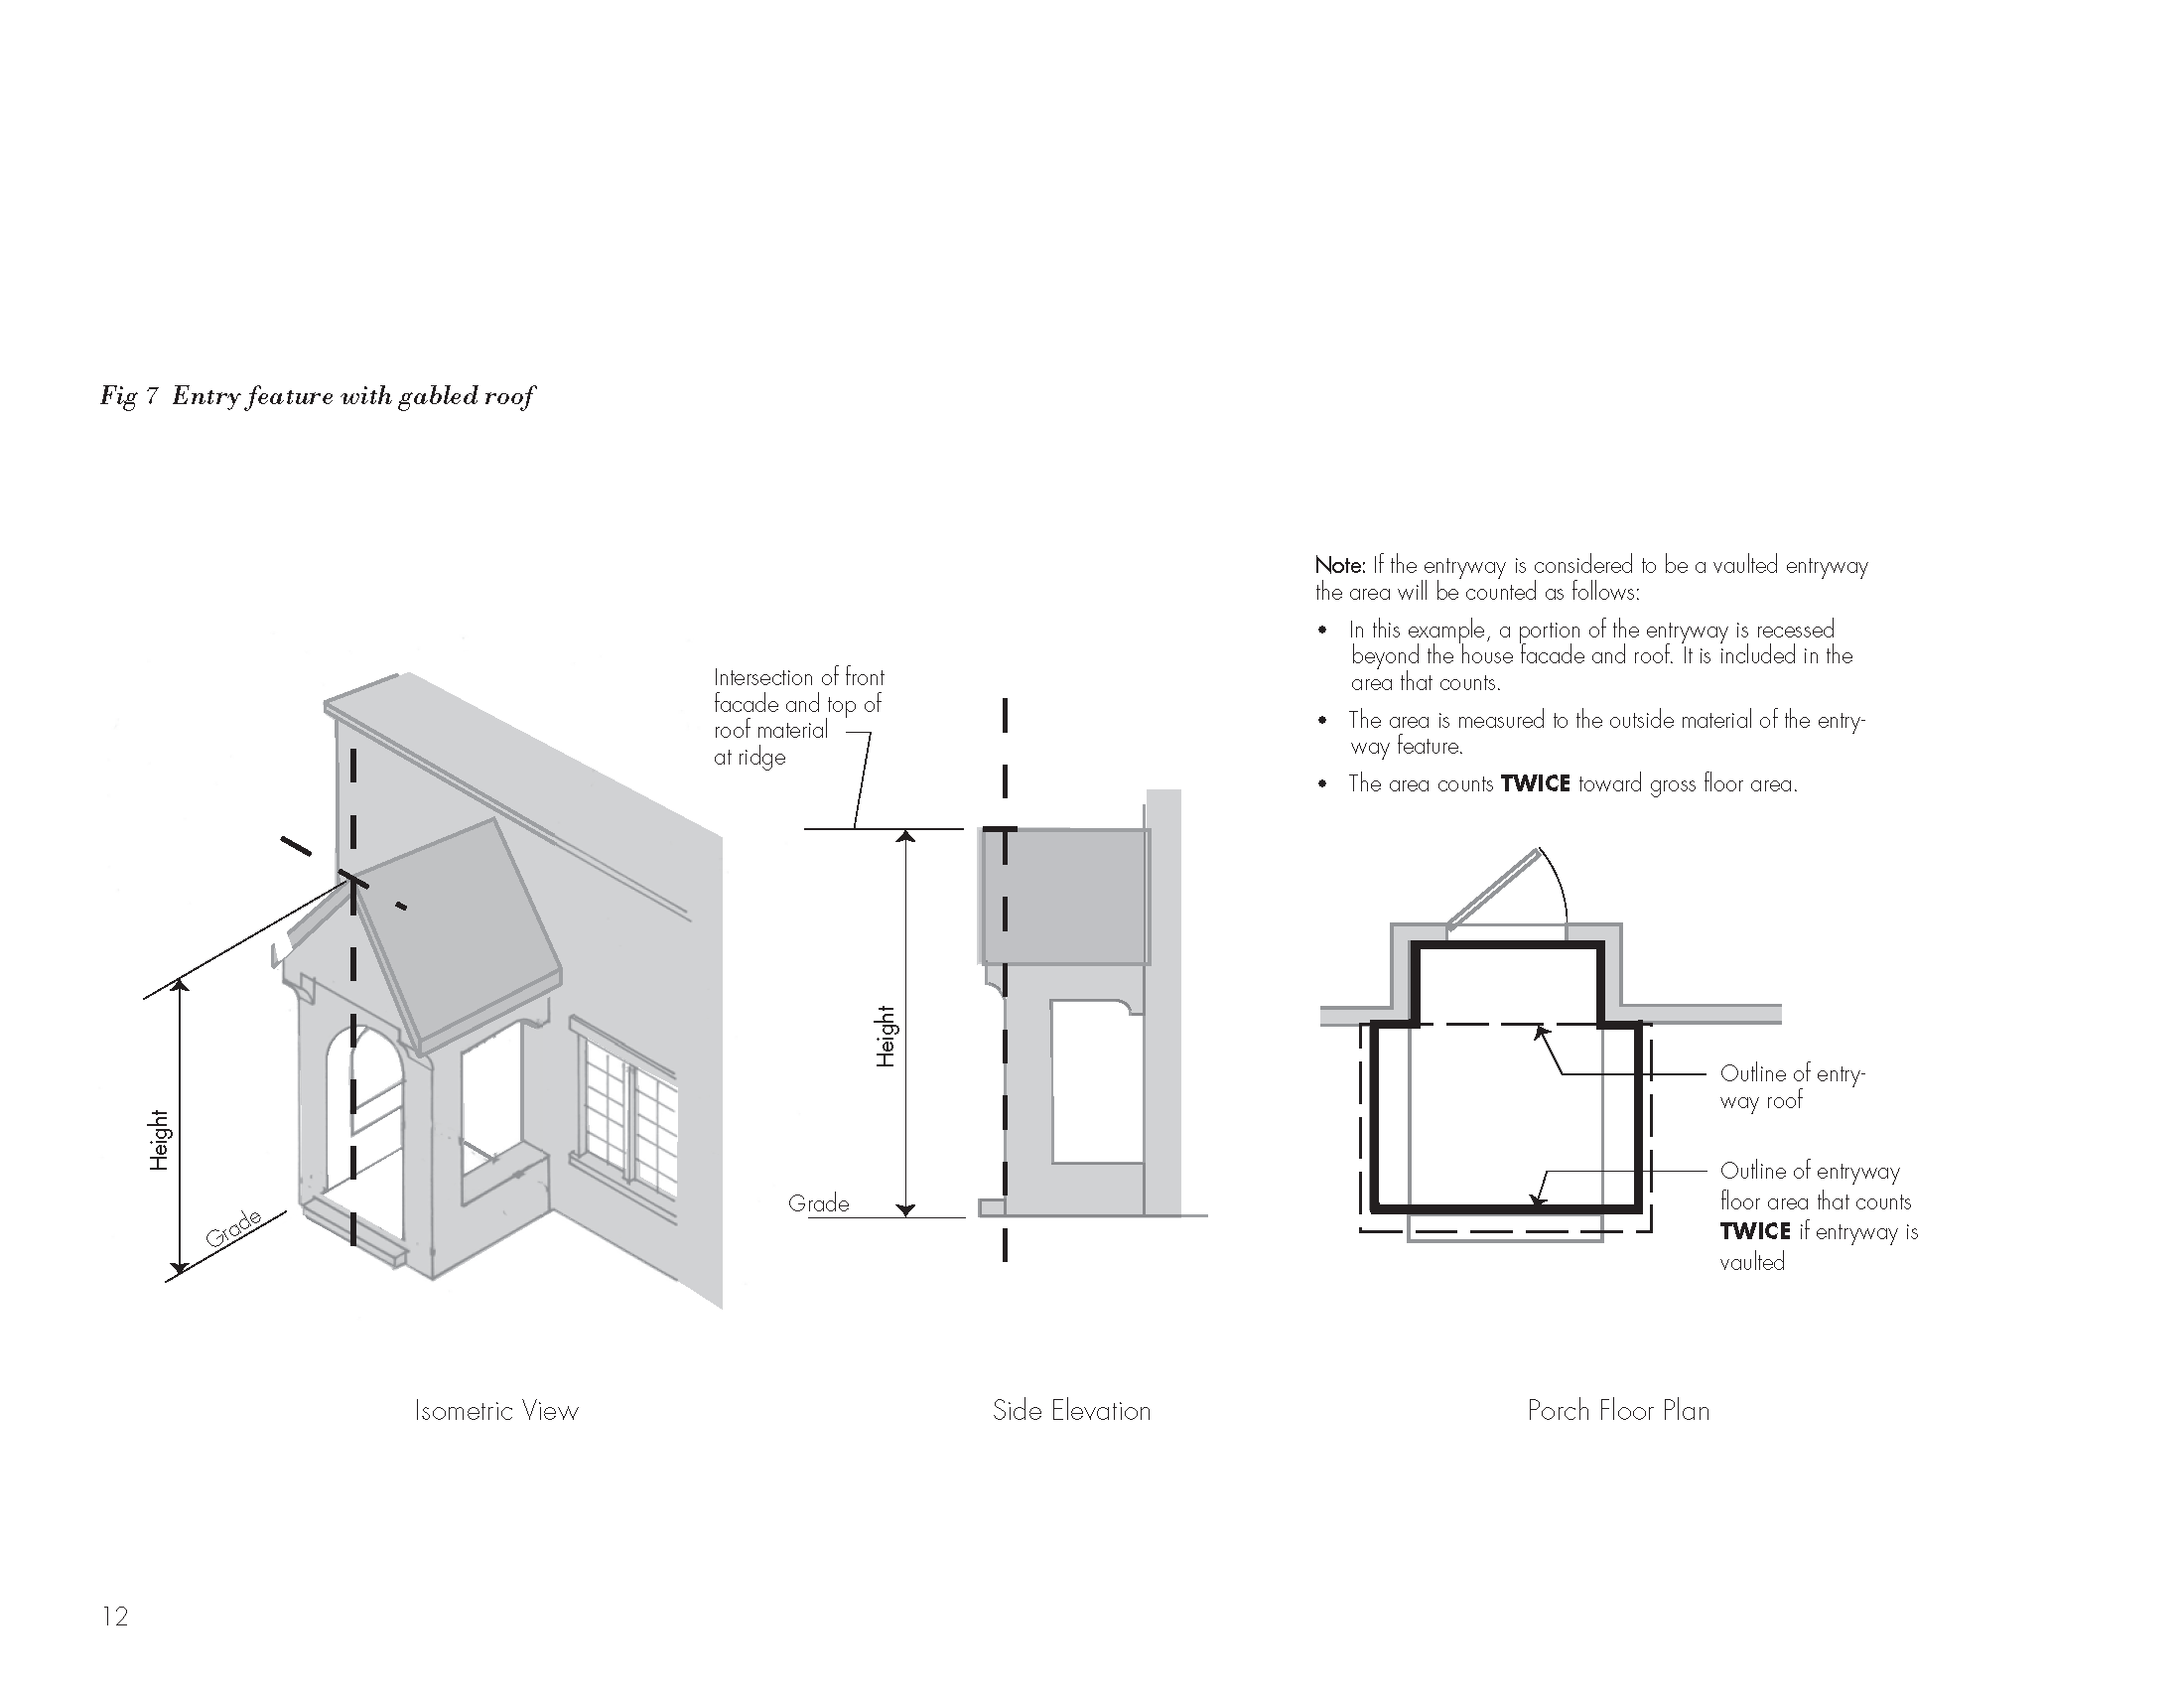 Fig 7 Entry feature with gabled roof
Note: If the entryway is considered to be a vaulted entryway
the area will be counted as follows:
• In this example, a portion of the entryway is recessed
beyond the house facade and roof. It is included in the
area that counts.
• The area is measured to the outside material of the entry-
way feature.
• The area counts TWICE toward gross floor area.
Intersection of front
facade and top of
roof material
at ridge
Height
Grade
Height
Grade
Outline of entry-
way roof
Outline of entryway
floor area that counts
TWICE if entryway is
vaulted
Isometric View
Side Elevation
Porch Floor Plan
12